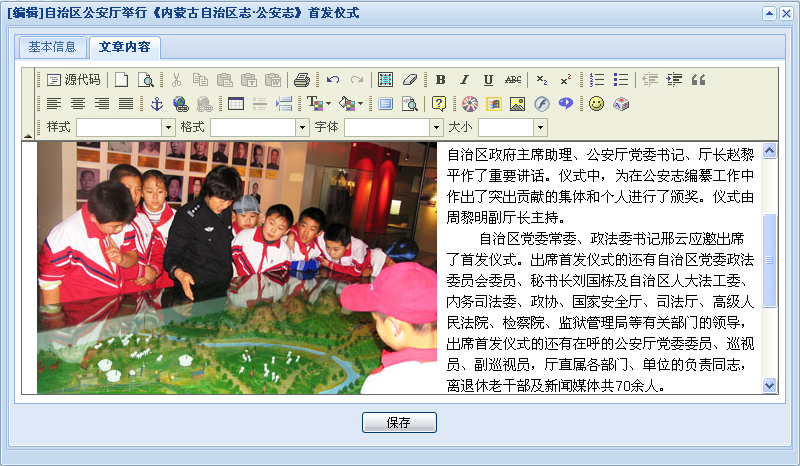 [编辑]自治区公安厅举行《内蒙古自治区志·公安志》首发仪式
基本信息 文章内容
源代码
B I U ABC x₂ x²
样式 格式 字体 大小
自治区政府主席助理、公安厅党委书记、厅长赵黎
平作了重要讲话。仪式中，为在公安志编纂工作中
作出了突出贡献的集体和个人进行了颁奖。仪式由
周黎明副厅长主持。
自治区党委常委、政法委书记邢云应邀出席
了首发仪式。出席首发仪式的还有自治区党委政法
委员会委员、秘书长刘国栋及自治区人大法工委、
内务司法委、政协、国家安全厅、司法厅、高级人
民法院、检察院、监狱管理局等有关部门的领导，
出席首发仪式的还有在呼的公安厅党委委员、巡视
员、副巡视员，厅直属各部门、单位的负责同志，
离退休老干部及新闻媒体共70余人。
保存